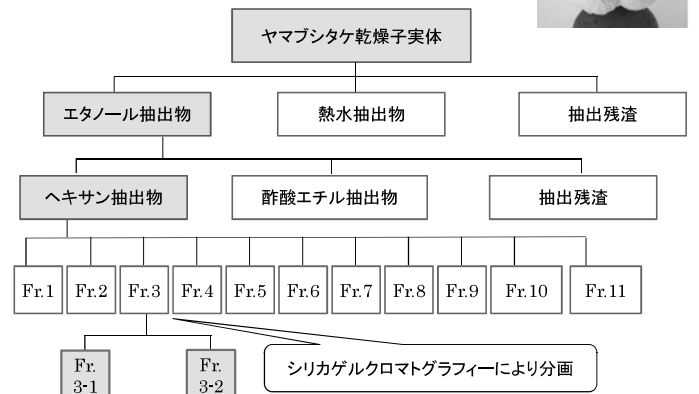 ヤマブシタケ乾燥子実体
エタノール抽出物
熱水抽出物
抽出残渣
ヘキサン抽出物
酢酸エチル抽出物
抽出残渣
Fr.1
Fr.2
Fr.3
Fr.4
Fr.5
Fr.6
Fr.7
Fr.8
Fr.9
Fr.10
Fr.11
Fr.
3-1
Fr.
3-2
シリカゲルクロマトグラフィーにより分画